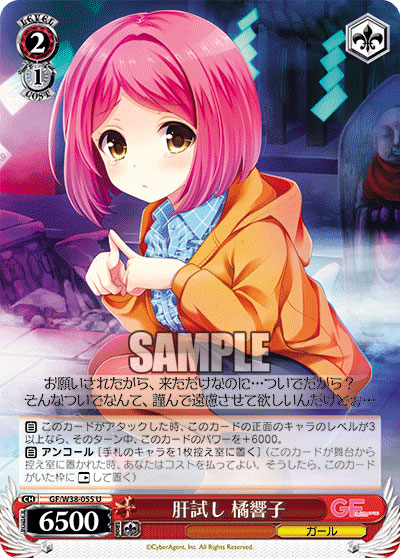 LEVEL
2
1
COST
SAMPLE
お願いされたから、来ただけなのに…ついでだから?
そんなついでなんて、謹んで遠慮させて欲しいんだけどぉ…
【自】 このカードがアタックした時、このカードの正面のキャラのレベルが3
以上なら、そのターン中、このカードのパワーを+6000。
【自】 アンコール [手札のキャラを1枚控え室に置く] (このカードが舞台から
控え室に置かれた時、あなたはコストを払ってよい。そうしたら、このカー
ドがいた枠に【レスト】して置く)
CH GF/W38-055 U
POWER
6500
肝試し 橘響子
GF
ガール
©CyberAgent, Inc. All Rights Reserved.